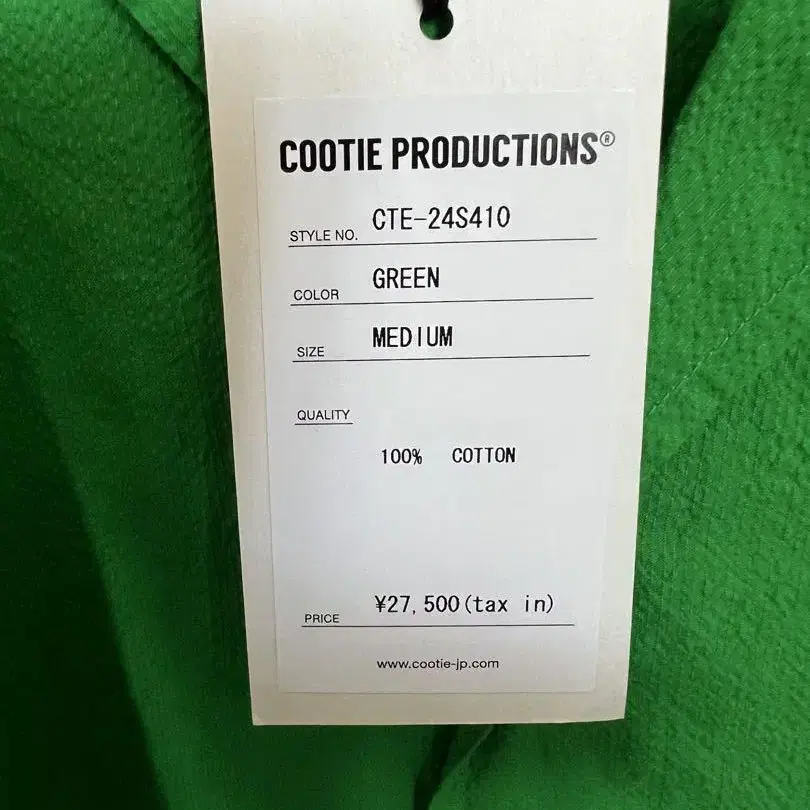 COOTIE PRODUCTIONS®
STYLE NO. CTE-24S410
COLOR GREEN
SIZE MEDIUM
QUALITY
100% COTTON
PRICE ¥27,500(tax in)
www.cootie-jp.com